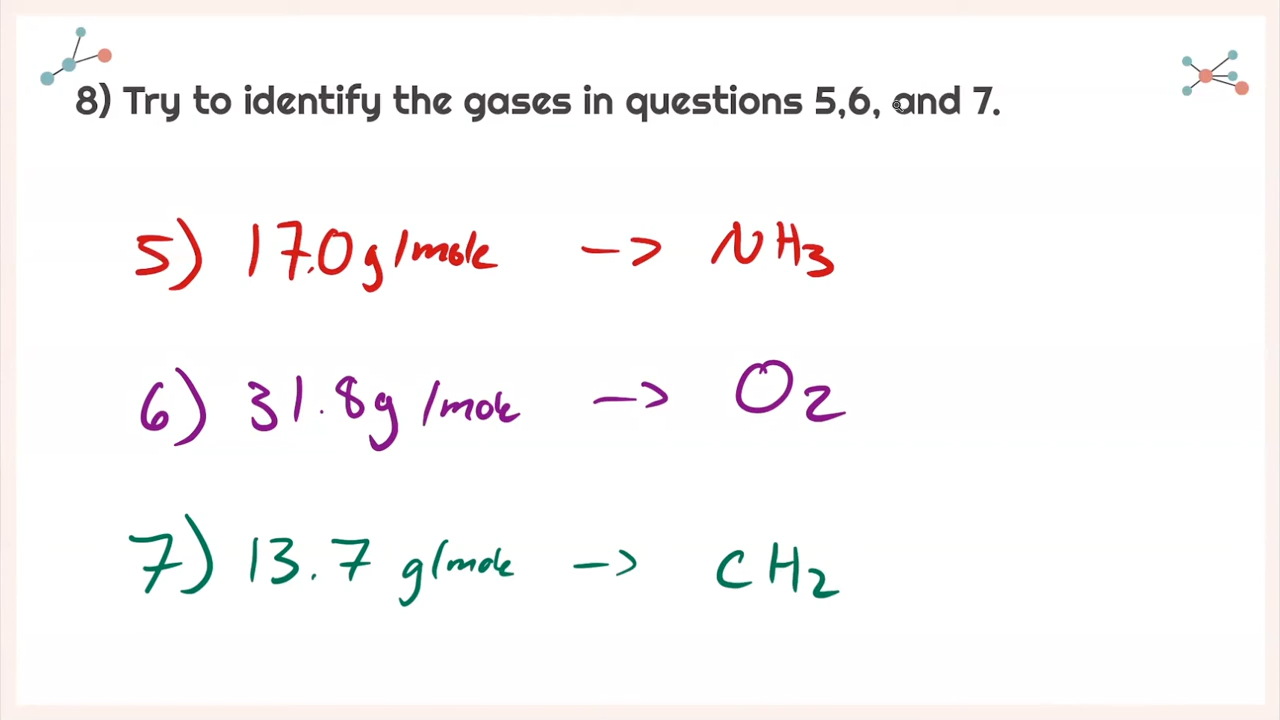 8) Try to identify the gases in questions 5,6, and 7.
5) 17.0 g/mole -> NH3
6) 31.8g /mole -> O2
7) 13.7 g/mole -> CH2